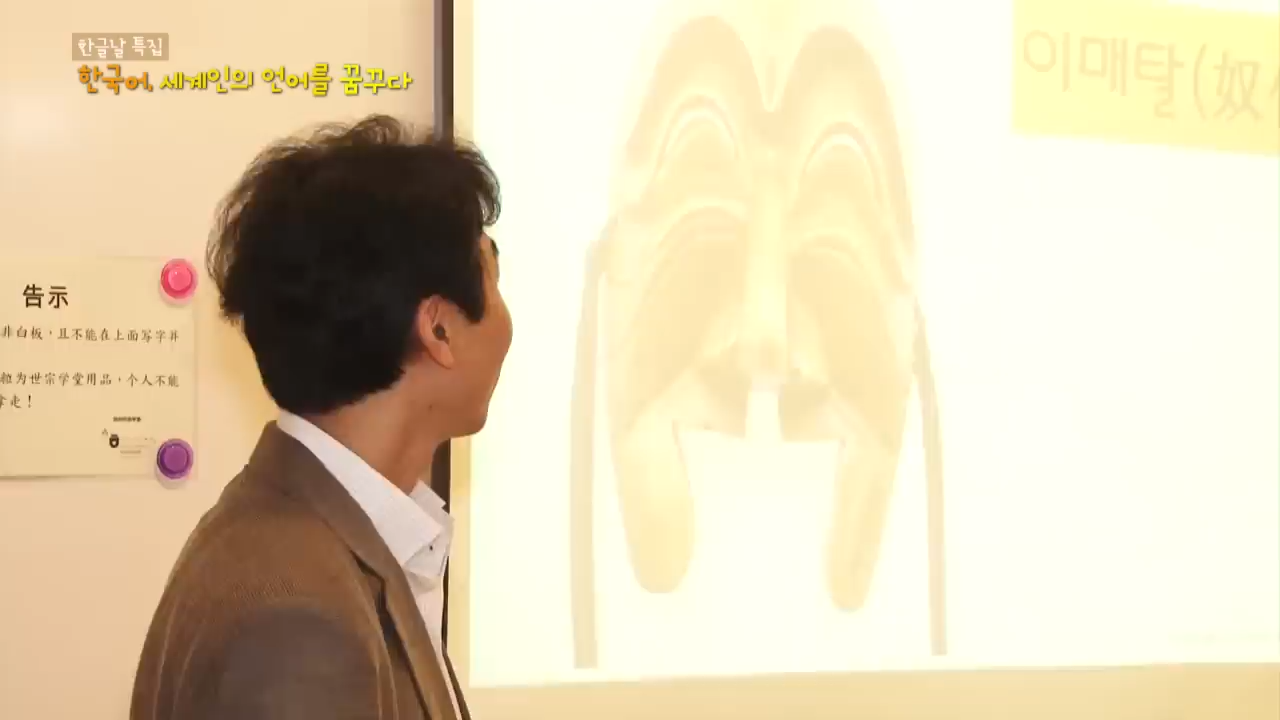 한글날 특집
한국어, 세계인의 언어를 꿈꾸다
이매탈(奴
告示
非白板，且不能在上面写字并
为世宗学堂用品，个人不能
走！